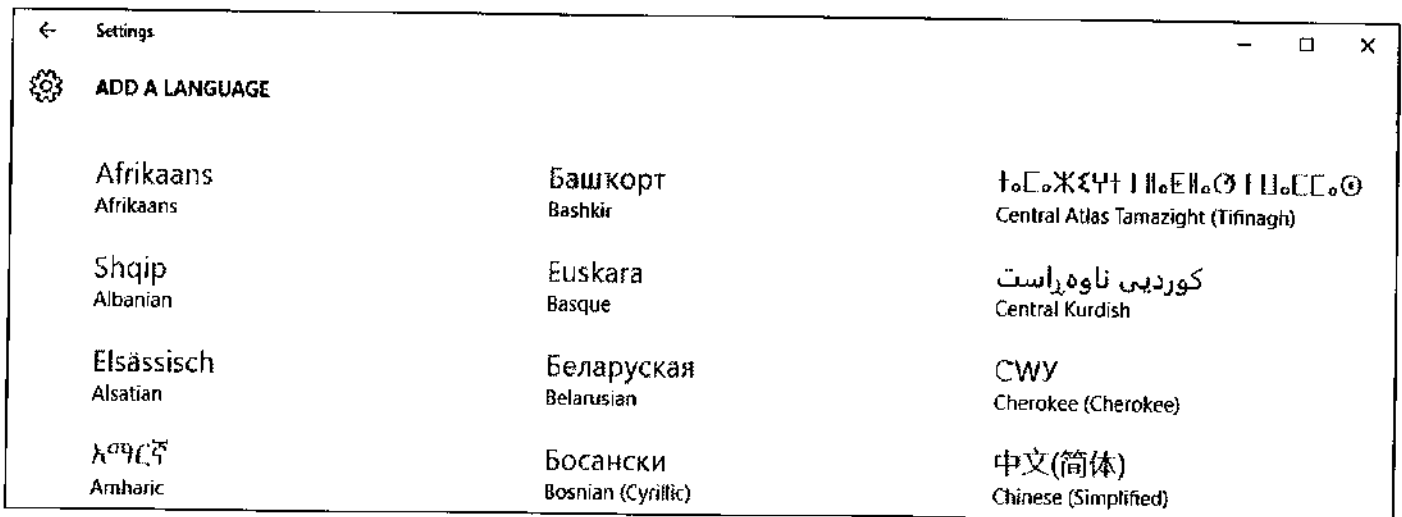 Settings
ADD A LANGUAGE
Afrikaans
Afrikaans
Башкорт
Bashkir
ⵜⴰⵎⴰⵣⵉⵖⵜ ⵏ ⵍⴰⵟⵍⴰⵚ ⵏ ⵡⴰⵎⵎⴰⵙ
Central Atlas Tamazight (Tifinagh)
Shqip
Albanian
Euskara
Basque
کوردیی ناوەڕاست
Central Kurdish
Elsässisch
Alsatian
Беларуская
Belarusian
ᏣᎳᎩ
Cherokee (Cherokee)
አማርኛ
Amharic
Босански
Bosnian (Cyrillic)
中文(简体)
Chinese (Simplified)